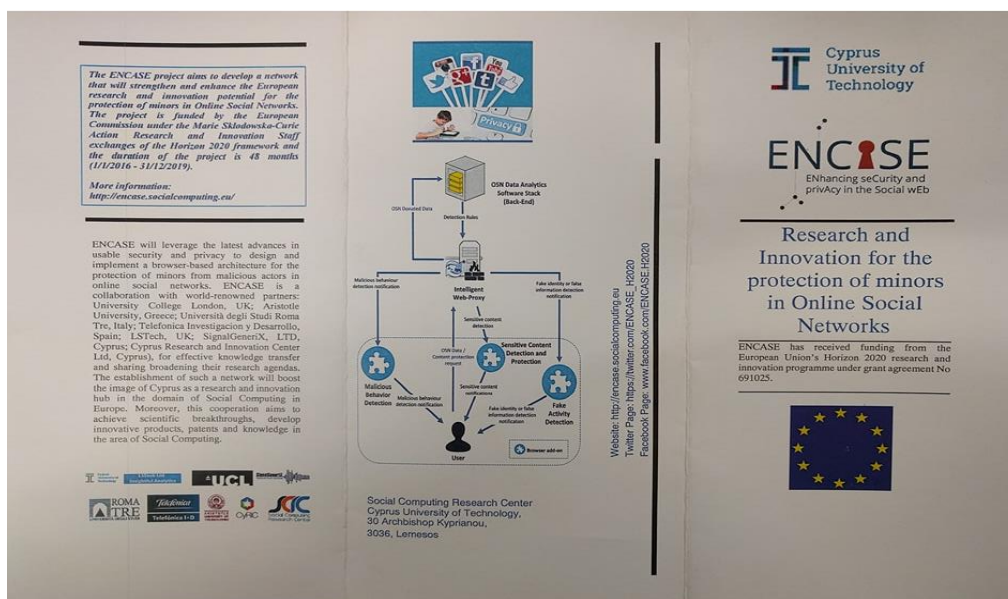 The ENCASE project aims to develop a network
that will strengthen and enhance the European
research and innovation potential for the
protection of minors in Online Social Networks.
The project is funded by the European
Commission under the Marie Sklodowska-Curie
Action Research and Innovation Staff
exchanges of the Horizon 2020 framework and
the duration of the project is 48 months
(1/1/2016 - 31/12/2019).
More information:
http://encase.socialcomputing.eu/
ENCASE will leverage the latest advances in
usable security and privacy to design and
implement a browser-based architecture for the
protection of minors from malicious actors in
online social networks. ENCASE is a
collaboration with world-renowned partners:
University College London, UK; Aristotle
University, Greece; Università degli Studi Roma
Tre, Italy; Telefonica Investigacion y Desarrollo,
Spain; LSTech, UK; SignalGeneriX, LTD,
Cyprus; Cyprus Research and Innovation Center
Ltd, Cyprus), for effective knowledge transfer
and sharing broadening their research agendas.
The establishment of such a network will boost
the image of Cyprus as a research and innovation
hub in the domain of Social Computing in
Europe. Moreover, this cooperation aims to
achieve scientific breakthroughs, develop
innovative products, patents and knowledge in
the area of Social Computing.
Cyprus
University of
Technology
UCL
ROMA
TRE
Telefónica
Telefónica I+D
CyRIC
Social Computing
Research Center
You
Privacy
OSN Data Analytics
Software Stack
(Back-End)
OSN Donated Data
Detection Rules
Malicious behaviour
detection notification
Intelligent
Web-Proxy
Fake identity or false
information detection
notification
Sensitive content
detection
OSN Data /
Content protection
request
Sensitive Content
Detection and
Protection
Malicious
Behavior
Detection
Malicious behaviour
detection notification
Sensitive content
notifications
Fake
Activity
Detection
Fake identity or false
information detection
notification
User
Browser add-on
Social Computing Research Center
Cyprus University of Technology,
30 Archbishop Kyprianou,
3036, Lemesos
Website: http://encase.socialcomputing.eu
Twitter Page: https://twitter.com/ENCASE_H2020
Facebook Page: www.facebook.com/ENCASE.H2020
Cyprus
University of
Technology
ENCASE
ENhancing seCurity and
privAcy in the Social wEb
Research and
Innovation for the
protection of minors
in Online Social
Networks
ENCASE has received funding from the
European Union's Horizon 2020 research and
innovation programme under grant agreement No
691025.